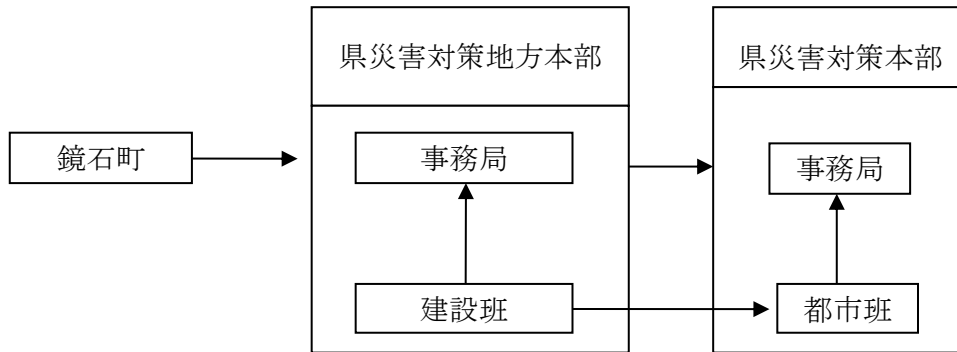 県災害対策地方本部
県災害対策本部
鏡石町
事務局
事務局
建設班
都市班